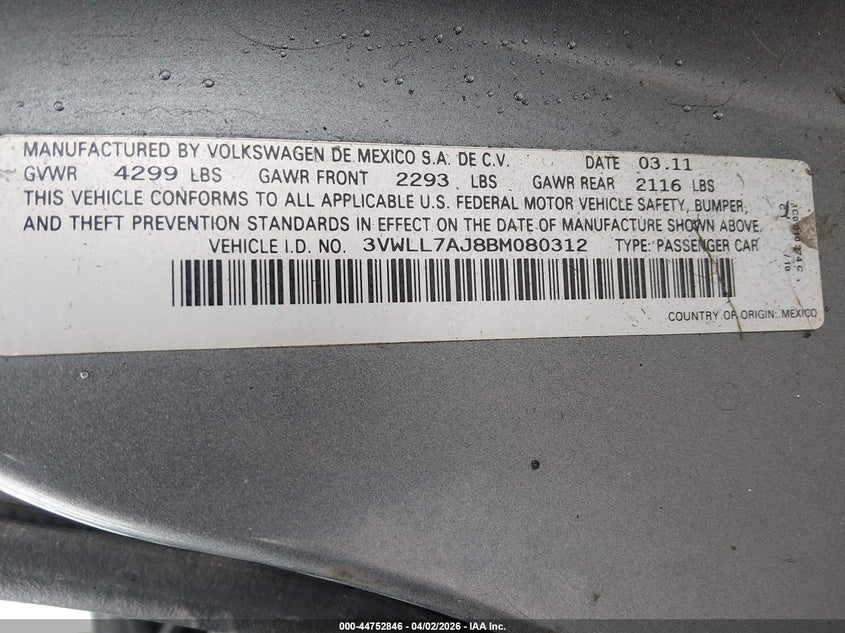 MANUFACTURED BY VOLKSWAGEN DE MEXICO S.A. DE C.V. DATE 03.11
GVWR 4299 LBS GAWR FRONT 2293 LBS GAWR REAR 2116 LBS
THIS VEHICLE CONFORMS TO ALL APPLICABLE U.S. FEDERAL MOTOR VEHICLE SAFETY, BUMPER,
AND THEFT PREVENTION STANDARDS IN EFFECT ON THE DATE OF MANUFACTURE SHOWN ABOVE.
VEHICLE I.D. NO. 3VWLL7AJ8BM080312 TYPE: PASSENGER CAR
COUNTRY OF ORIGIN: MEXICO
000-44752846 - 04/02/2026 - IAA Inc.